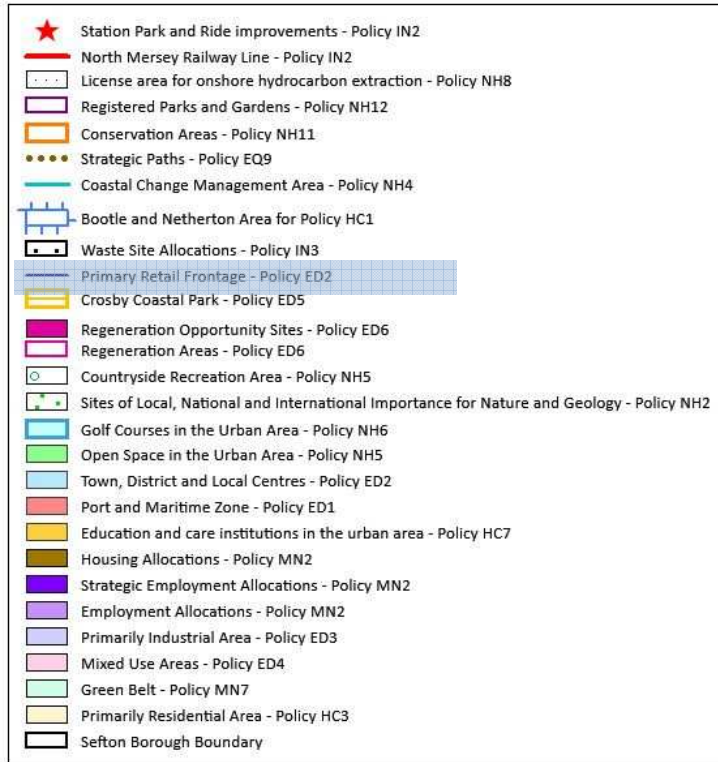 Station Park and Ride improvements - Policy IN2
North Mersey Railway Line - Policy IN2
License area for onshore hydrocarbon extraction - Policy NH8
Registered Parks and Gardens - Policy NH12
Conservation Areas - Policy NH11
Strategic Paths - Policy EQ9
Coastal Change Management Area - Policy NH4
Bootle and Netherton Area for Policy HC1
Waste Site Allocations - Policy IN3
Primary Retail Frontage - Policy ED2
Crosby Coastal Park - Policy ED5
Regeneration Opportunity Sites - Policy ED6
Regeneration Areas - Policy ED6
Countryside Recreation Area - Policy NH5
Sites of Local, National and International Importance for Nature and Geology - Policy NH2
Golf Courses in the Urban Area - Policy NH6
Open Space in the Urban Area - Policy NH5
Town, District and Local Centres - Policy ED2
Port and Maritime Zone - Policy ED1
Education and care institutions in the urban area - Policy HC7
Housing Allocations - Policy MN2
Strategic Employment Allocations - Policy MN2
Employment Allocations - Policy MN2
Primarily Industrial Area - Policy ED3
Mixed Use Areas - Policy ED4
Green Belt - Policy MN7
Primarily Residential Area - Policy HC3
Sefton Borough Boundary